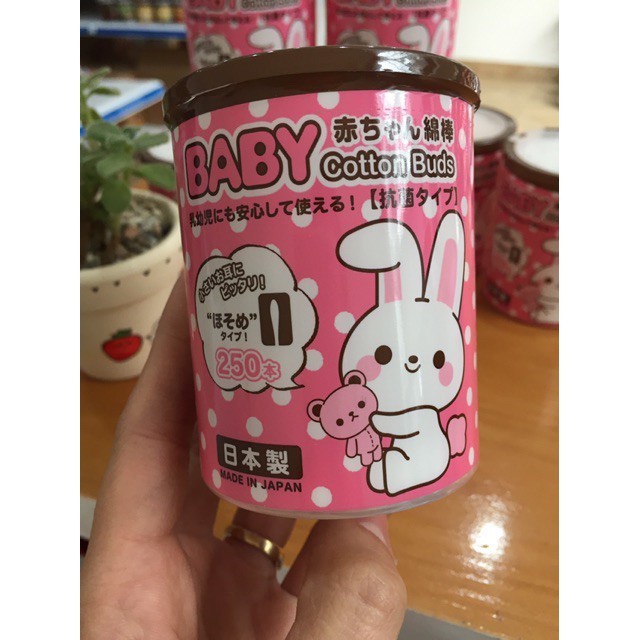 BABY 赤ちゃん綿棒
Cotton Buds
乳幼児にも安心して使える！【抗菌タイプ】
小さいお耳に
ピッタリ！
“ほそめ”
タイプ！
250本
日本製
MADE IN JAPAN